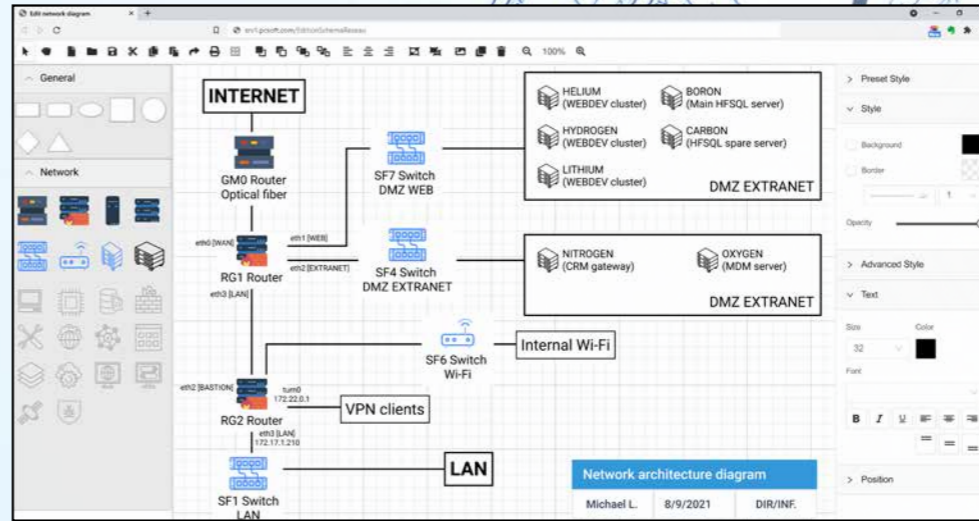 Edit network diagram
100%
General
Network
INTERNET
GM0 Router
Optical fiber
eth0 [WAN]
eth1 [WEB]
eth2 [EXTRANET]
RG1 Router
eth3 [LAN]
SF7 Switch
DMZ WEB
SF4 Switch
DMZ EXTRANET
HELIUM
(WEBDEV cluster)
BORON
(Main HFSQL server)
HYDROGEN
(WEBDEV cluster)
CARBON
(HFSQL spare server)
LITHIUM
(WEBDEV cluster)
DMZ EXTRANET
NITROGEN
(CRM gateway)
OXYGEN
(MDM server)
DMZ EXTRANET
SF6 Switch
Wi-Fi
Internal Wi-Fi
eth2 [BASTION]
172.22.0.1
RG2 Router
VPN clients
eth3 [LAN]
172.17.1.210
SF1 Switch
LAN
LAN
Network architecture diagram
Michael L.
8/9/2021
DIR/INF.
Preset Style
Style
Background
Border
1
Opacity
Advanced Style
Text
Size
Color
32
Font
B I U
Position